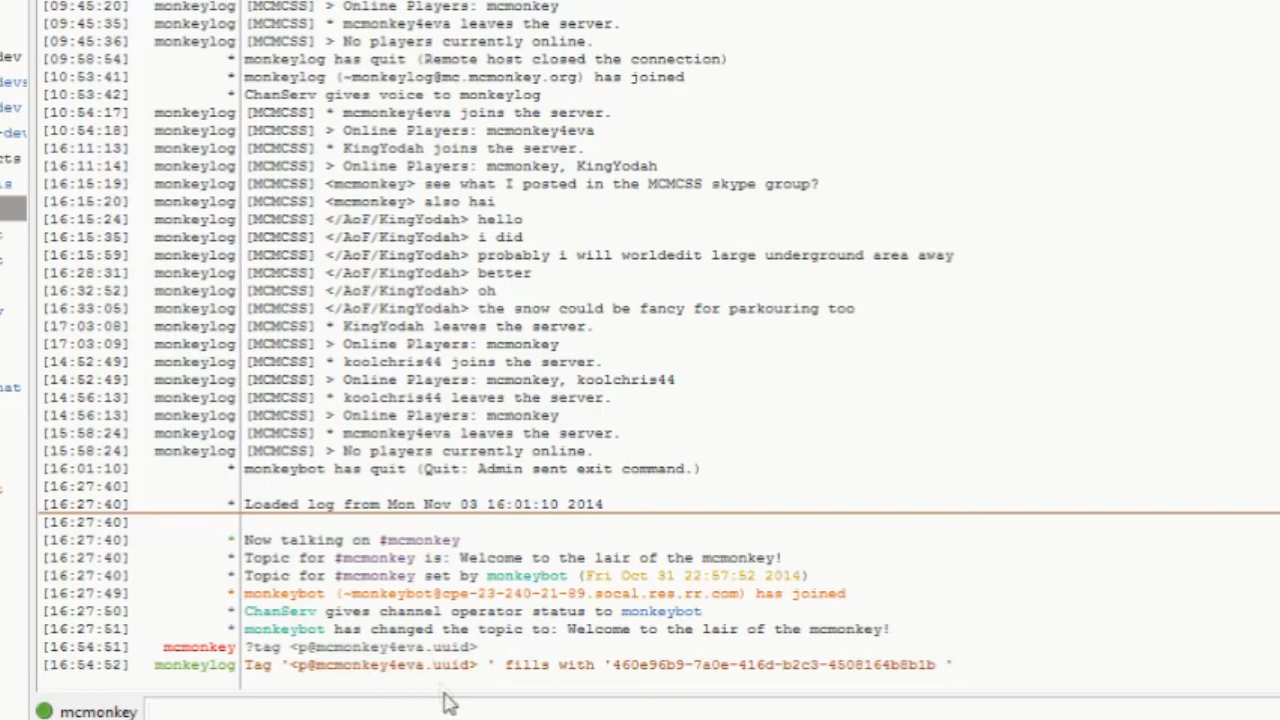 [09:45:20] monkeylog [MCMCSS] > Online Players: mcmonkey
[09:45:35] monkeylog [MCMCSS] * mcmonkey4eva leaves the server.
[09:45:36] monkeylog [MCMCSS] > No players currently online.
[09:58:54] * monkeylog has quit (Remote host closed the connection)
[10:53:41] * monkeylog (~monkeylog@mc.mcmonkey.org) has joined
[10:53:42] * ChanServ gives voice to monkeylog
[10:54:17] monkeylog [MCMCSS] * mcmonkey4eva joins the server.
[10:54:18] monkeylog [MCMCSS] > Online Players: mcmonkey4eva
[16:11:13] monkeylog [MCMCSS] * KingYodah joins the server.
[16:11:14] monkeylog [MCMCSS] > Online Players: mcmonkey, KingYodah
[16:15:19] monkeylog [MCMCSS] <mcmonkey> see what I posted in the MCMCSS skype group?
[16:15:20] monkeylog [MCMCSS] <mcmonkey> also hai
[16:15:24] monkeylog [MCMCSS] </AoF/KingYodah> hello
[16:15:35] monkeylog [MCMCSS] </AoF/KingYodah> i did
[16:15:59] monkeylog [MCMCSS] </AoF/KingYodah> probably i will worldedit large underground area away
[16:28:31] monkeylog [MCMCSS] </AoF/KingYodah> better
[16:32:52] monkeylog [MCMCSS] </AoF/KingYodah> oh
[16:33:05] monkeylog [MCMCSS] </AoF/KingYodah> the snow could be fancy for parkouring too
[17:03:08] monkeylog [MCMCSS] * KingYodah leaves the server.
[17:03:09] monkeylog [MCMCSS] > Online Players: mcmonkey
[14:52:49] monkeylog [MCMCSS] * koolchris44 joins the server.
[14:52:49] monkeylog [MCMCSS] > Online Players: mcmonkey, koolchris44
[14:56:13] monkeylog [MCMCSS] * koolchris44 leaves the server.
[14:56:13] monkeylog [MCMCSS] > Online Players: mcmonkey
[15:58:24] monkeylog [MCMCSS] * mcmonkey4eva leaves the server.
[15:58:24] monkeylog [MCMCSS] > No players currently online.
[16:01:10] * monkeybot has quit (Quit: Admin sent exit command.)
[16:27:40]
[16:27:40] * Loaded log from Mon Nov 03 16:01:10 2014
[16:27:40]
[16:27:40] * Now talking on #mcmonkey
[16:27:40] * Topic for #mcmonkey is: Welcome to the lair of the mcmonkey!
[16:27:40] * Topic for #mcmonkey set by monkeybot (Fri Oct 31 22:57:52 2014)
[16:27:49] * monkeybot (~monkeybot@cpe-23-240-21-89.socal.res.rr.com) has joined
[16:27:50] * ChanServ gives channel operator status to monkeybot
[16:27:51] * monkeybot has changed the topic to: Welcome to the lair of the mcmonkey!
[16:54:51] mcmonkey ?tag <p@mcmonkey4eva.uuid>
[16:54:52] monkeylog Tag '<p@mcmonkey4eva.uuid> ' fills with '460e96b9-7a0e-416d-b2c3-4508164b8b1b '
mcmonkey